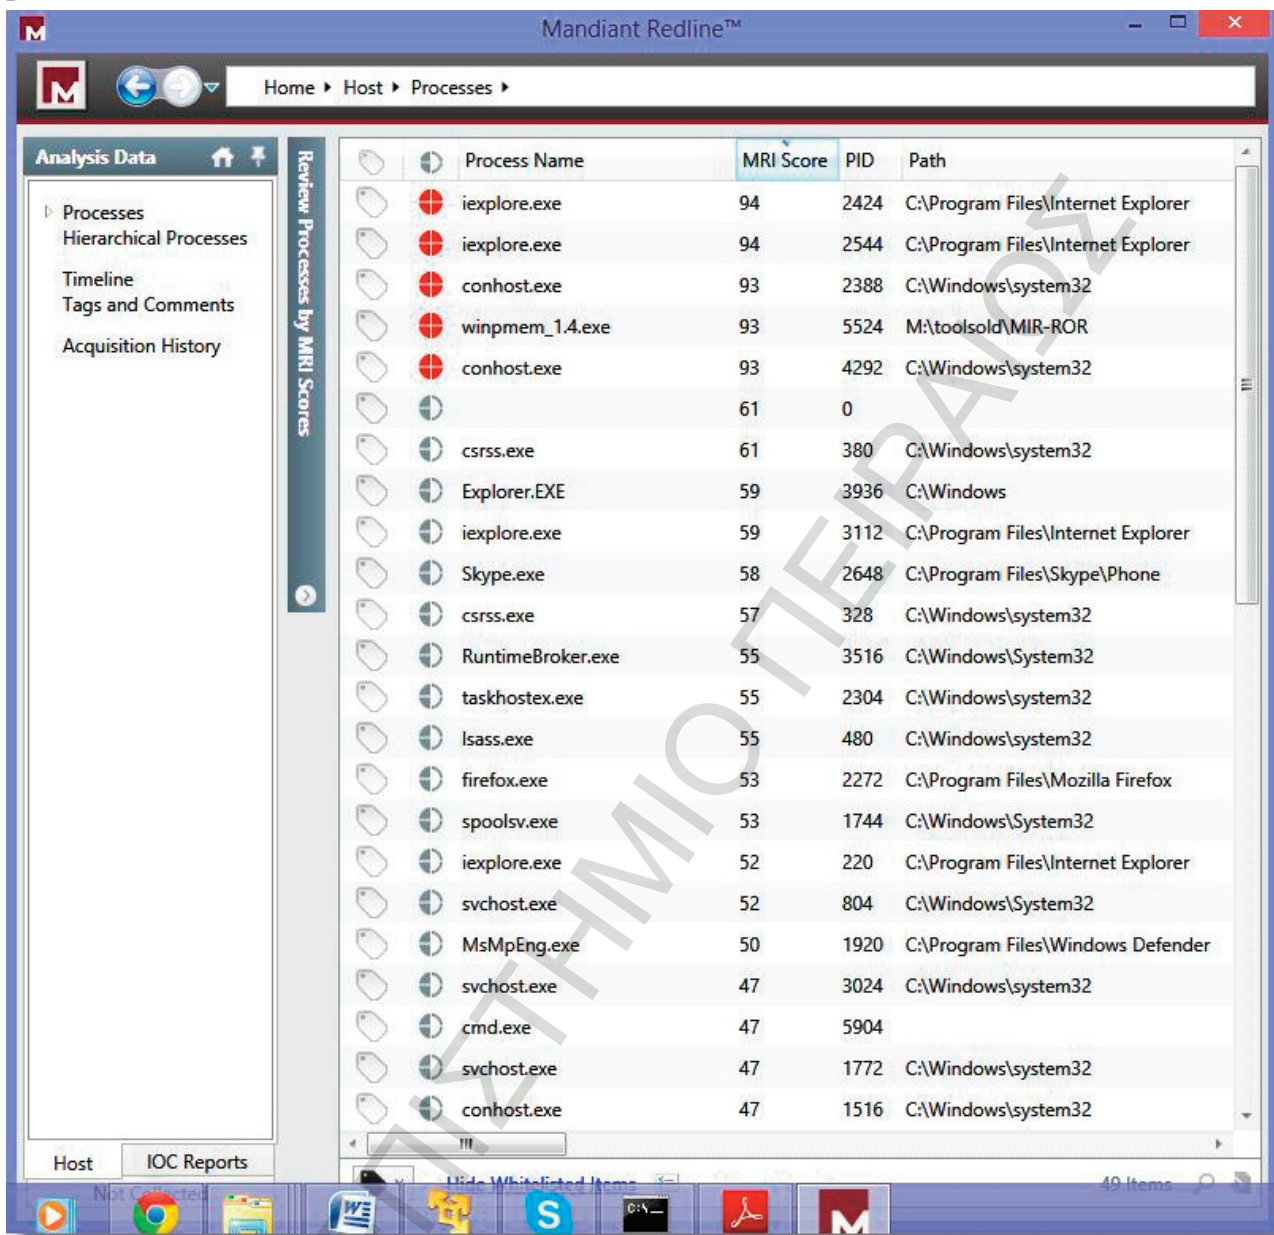 Mandiant Redline™
Home Host Processes
Analysis Data
Processes
Hierarchical Processes
Timeline
Tags and Comments
Acquisition History
Host
IOC Reports
Not Collected
Review Processes by MRI Scores
Process Name MRI Score PID Path
iexplore.exe 94 2424 C:\Program Files\Internet Explorer
iexplore.exe 94 2544 C:\Program Files\Internet Explorer
conhost.exe 93 2388 C:\Windows\system32
winpmem_1.4.exe 93 5524 M:\toolsold\MIR-ROR
conhost.exe 93 4292 C:\Windows\system32
61 0
csrss.exe 61 380 C:\Windows\system32
Explorer.EXE 59 3936 C:\Windows
iexplore.exe 59 3112 C:\Program Files\Internet Explorer
Skype.exe 58 2648 C:\Program Files\Skype\Phone
csrss.exe 57 328 C:\Windows\system32
RuntimeBroker.exe 55 3516 C:\Windows\System32
taskhostex.exe 55 2304 C:\Windows\system32
lsass.exe 55 480 C:\Windows\system32
firefox.exe 53 2272 C:\Program Files\Mozilla Firefox
spoolsv.exe 53 1744 C:\Windows\System32
iexplore.exe 52 220 C:\Program Files\Internet Explorer
svchost.exe 52 804 C:\Windows\System32
MsMpEng.exe 50 1920 C:\Program Files\Windows Defender
svchost.exe 47 3024 C:\Windows\system32
cmd.exe 47 5904
svchost.exe 47 1772 C:\Windows\system32
conhost.exe 47 1516 C:\Windows\system32
Hide Whitelisted Items
49 Items
ΠΙΣΤΗΜΙΟ ΠΕΙΡΑΙΩΣ